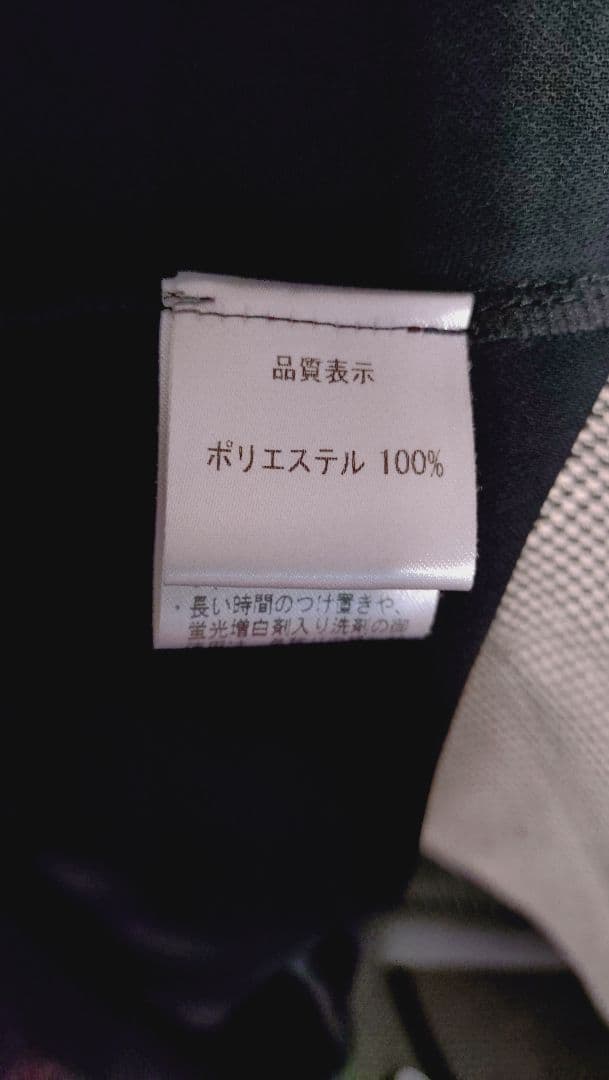 品質表示
ポリエステル 100%
・長い時間のつけ置きや、
蛍光増白剤入り洗剤の御